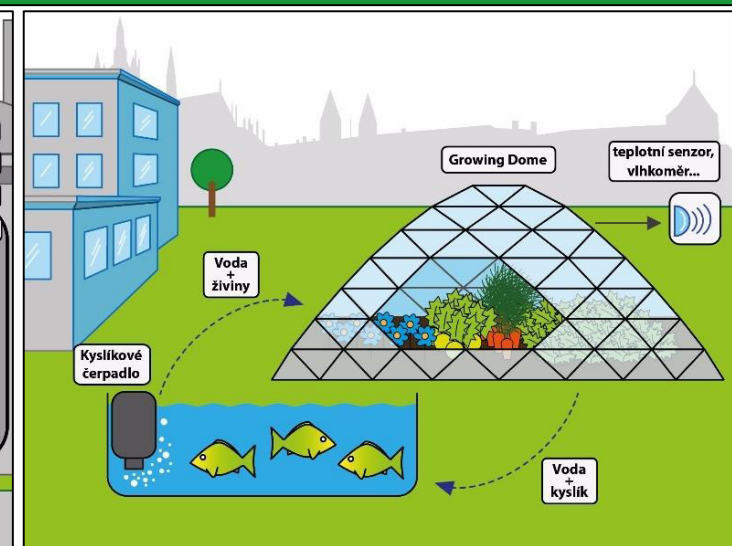 Growing Dome
teplotní senzor,
vlhkoměr...
Voda
+
živiny
Kyslíkové
čerpadlo
Voda
+
kyslík